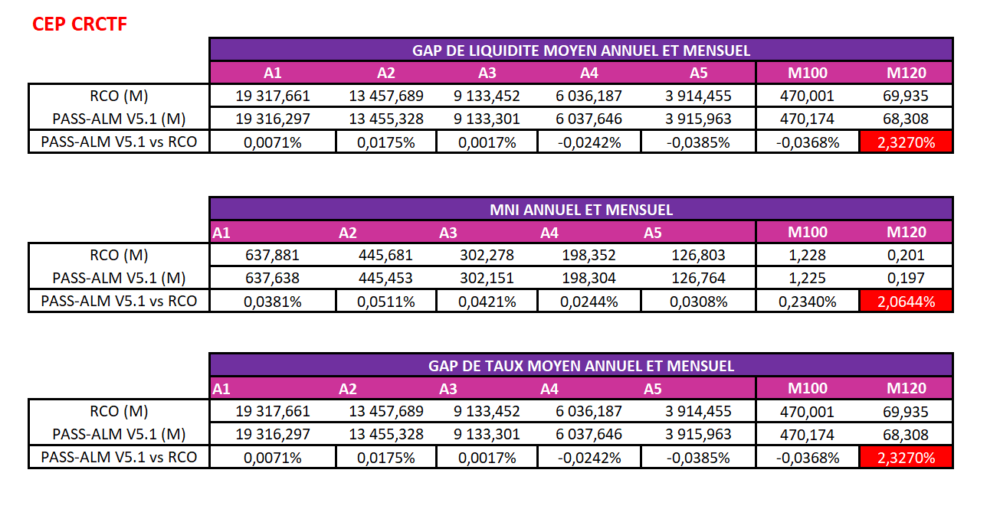 CEP CRCTF
GAP DE LIQUIDITE MOYEN ANNUEL ET MENSUEL
A1 A2 A3 A4 A5 M100 M120
RCO (M) 19 317,661 13 457,689 9 133,452 6 036,187 3 914,455 470,001 69,935
PASS-ALM V5.1 (M) 19 316,297 13 455,328 9 133,301 6 037,646 3 915,963 470,174 68,308
PASS-ALM V5.1 vs RCO 0,0071% 0,0175% 0,0017% -0,0242% -0,0385% -0,0368% 2,3270%
MNI ANNUEL ET MENSUEL
A1 A2 A3 A4 A5 M100 M120
RCO (M) 637,881 445,681 302,278 198,352 126,803 1,228 0,201
PASS-ALM V5.1 (M) 637,638 445,453 302,151 198,304 126,764 1,225 0,197
PASS-ALM V5.1 vs RCO 0,0381% 0,0511% 0,0421% 0,0244% 0,0308% 0,2340% 2,0644%
GAP DE TAUX MOYEN ANNUEL ET MENSUEL
A1 A2 A3 A4 A5 M100 M120
RCO (M) 19 317,661 13 457,689 9 133,452 6 036,187 3 914,455 470,001 69,935
PASS-ALM V5.1 (M) 19 316,297 13 455,328 9 133,301 6 037,646 3 915,963 470,174 68,308
PASS-ALM V5.1 vs RCO 0,0071% 0,0175% 0,0017% -0,0242% -0,0385% -0,0368% 2,3270%